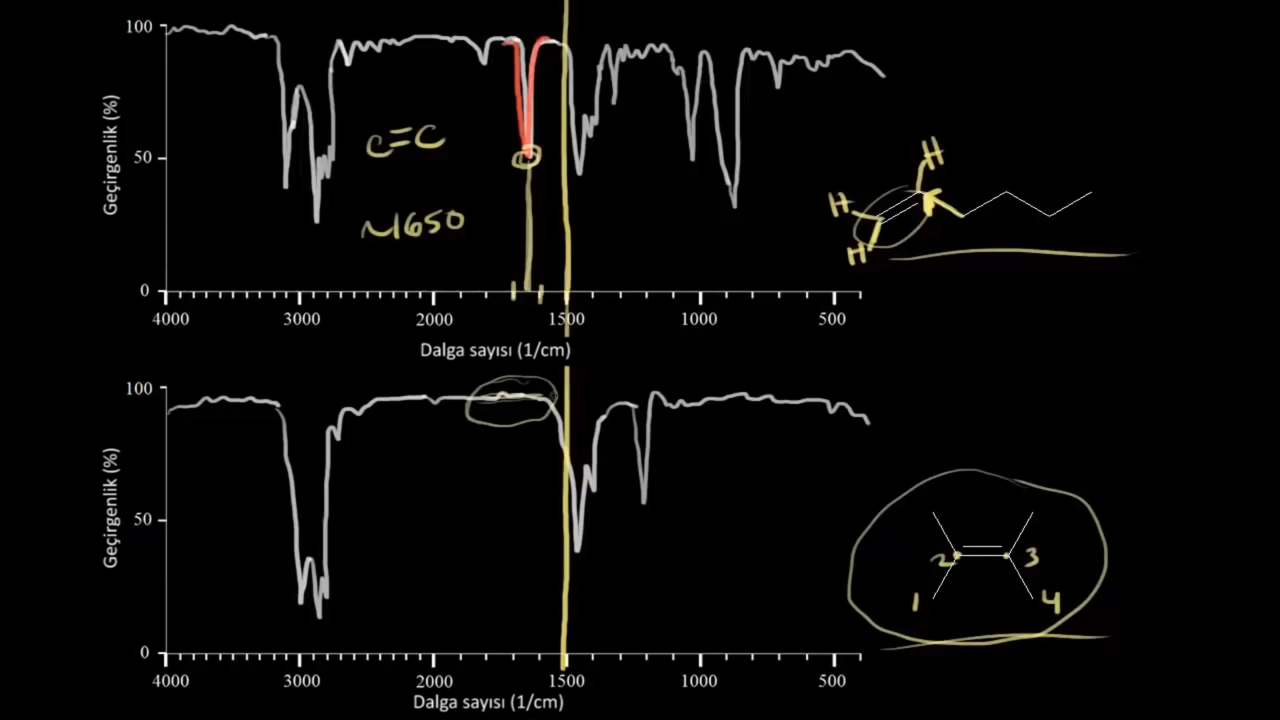 100
50
0
Geçirgenlik (%)
C=C
~1650
H
H
H
4000 3000 2000 1500 1000 500
Dalga sayısı (1/cm)
100
50
0
Geçirgenlik (%)
2 3
1 4
4000 3000 2000 1500 1000 500
Dalga sayısı (1/cm)